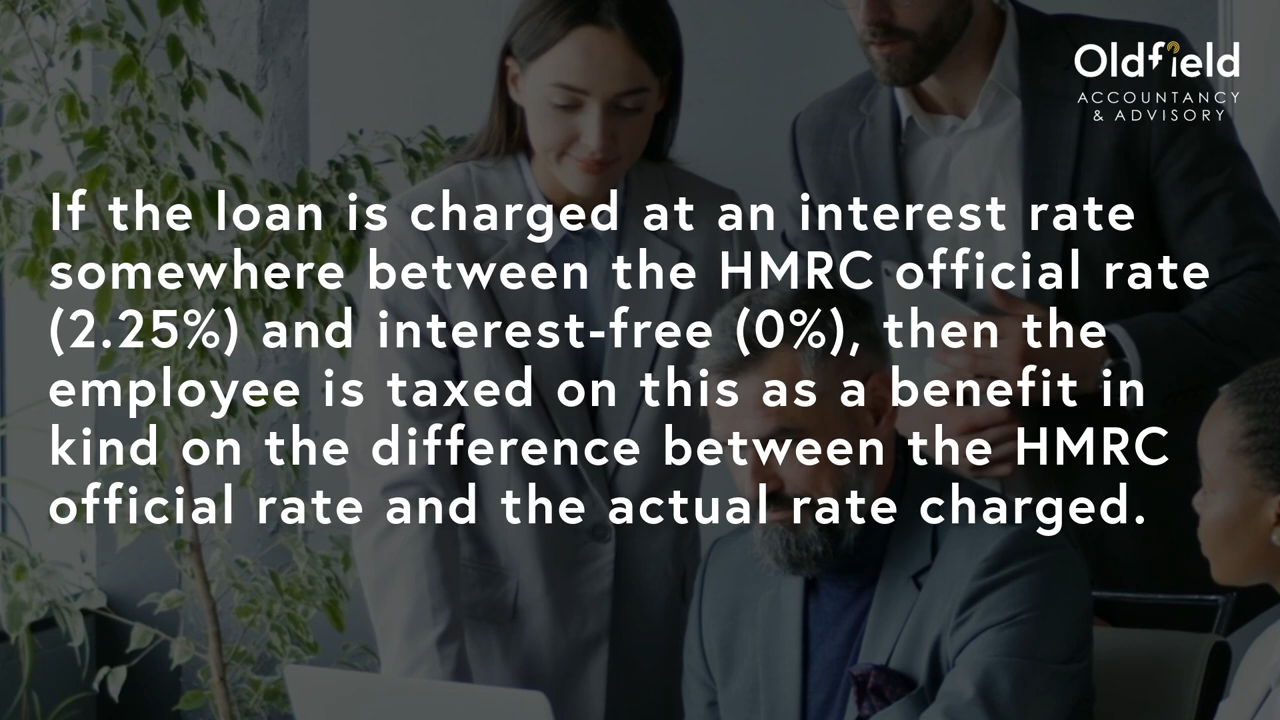 Oldfield
ACCOUNTANCY
& ADVISORY
If the loan is charged at an interest rate
somewhere between the HMRC official rate
(2.25%) and interest-free (0%), then the
employee is taxed on this as a benefit in
kind on the difference between the HMRC
official rate and the actual rate charged.